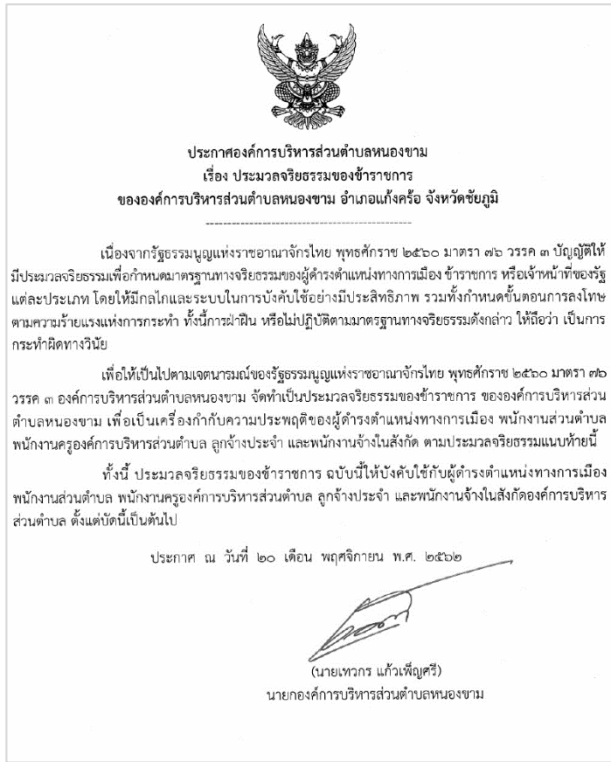 ประกาศองค์การบริหารส่วนตำบลหนองขาม
เรื่อง ประมวลจริยธรรมของข้าราชการ
ขององค์การบริหารส่วนตำบลหนองขาม อำเภอแก้งคร้อ จังหวัดชัยภูมิ
เนื่องจากรัฐธรรมนูญแห่งราชอาณาจักรไทย พุทธศักราช ๒๕๖๐ มาตรา ๗๖ วรรค ๓ บัญญัติให้
มีประมวลจริยธรรมเพื่อกำหนดมาตรฐานทางจริยธรรมของผู้ดำรงตำแหน่งทางการเมือง ข้าราชการ หรือเจ้าหน้าที่ของรัฐ
แต่ละประเภท โดยให้มีกลไกและระบบในการบังคับใช้อย่างมีประสิทธิภาพ รวมทั้งกำหนดขั้นตอนการลงโทษ
ตามความร้ายแรงแห่งการกระทำ ทั้งนี้การฝ่าฝืน หรือไม่ปฏิบัติตามมาตรฐานทางจริยธรรมดังกล่าว ให้ถือว่า เป็นการ
กระทำผิดทางวินัย
เพื่อให้เป็นไปตามเจตนารมณ์ของรัฐธรรมนูญแห่งราชอาณาจักรไทย พุทธศักราช ๒๕๖๐ มาตรา ๗๖
วรรค ๓ องค์การบริหารส่วนตำบลหนองขาม จัดทำเป็นประมวลจริยธรรมของข้าราชการ ขององค์การบริหารส่วน
ตำบลหนองขาม เพื่อเป็นเครื่องกำกับความประพฤติของผู้ดำรงตำแหน่งทางการเมือง พนักงานส่วนตำบล
พนักงานครูองค์การบริหารส่วนตำบล ลูกจ้างประจำ และพนักงานจ้างในสังกัด ตามประมวลจริยธรรมแนบท้ายนี้
ทั้งนี้ ประมวลจริยธรรมของข้าราชการ ฉบับนี้ให้บังคับใช้กับผู้ดำรงตำแหน่งทางการเมือง
พนักงานส่วนตำบล พนักงานครูองค์การบริหารส่วนตำบล ลูกจ้างประจำ และพนักงานจ้างในสังกัดองค์การบริหาร
ส่วนตำบล ตั้งแต่บัดนี้เป็นต้นไป
ประกาศ ณ วันที่ ๒๐ เดือน พฤศจิกายน พ.ศ. ๒๕๖๒
(นายเทวกร แก้วเพ็ญศรี)
นายกองค์การบริหารส่วนตำบลหนองขาม